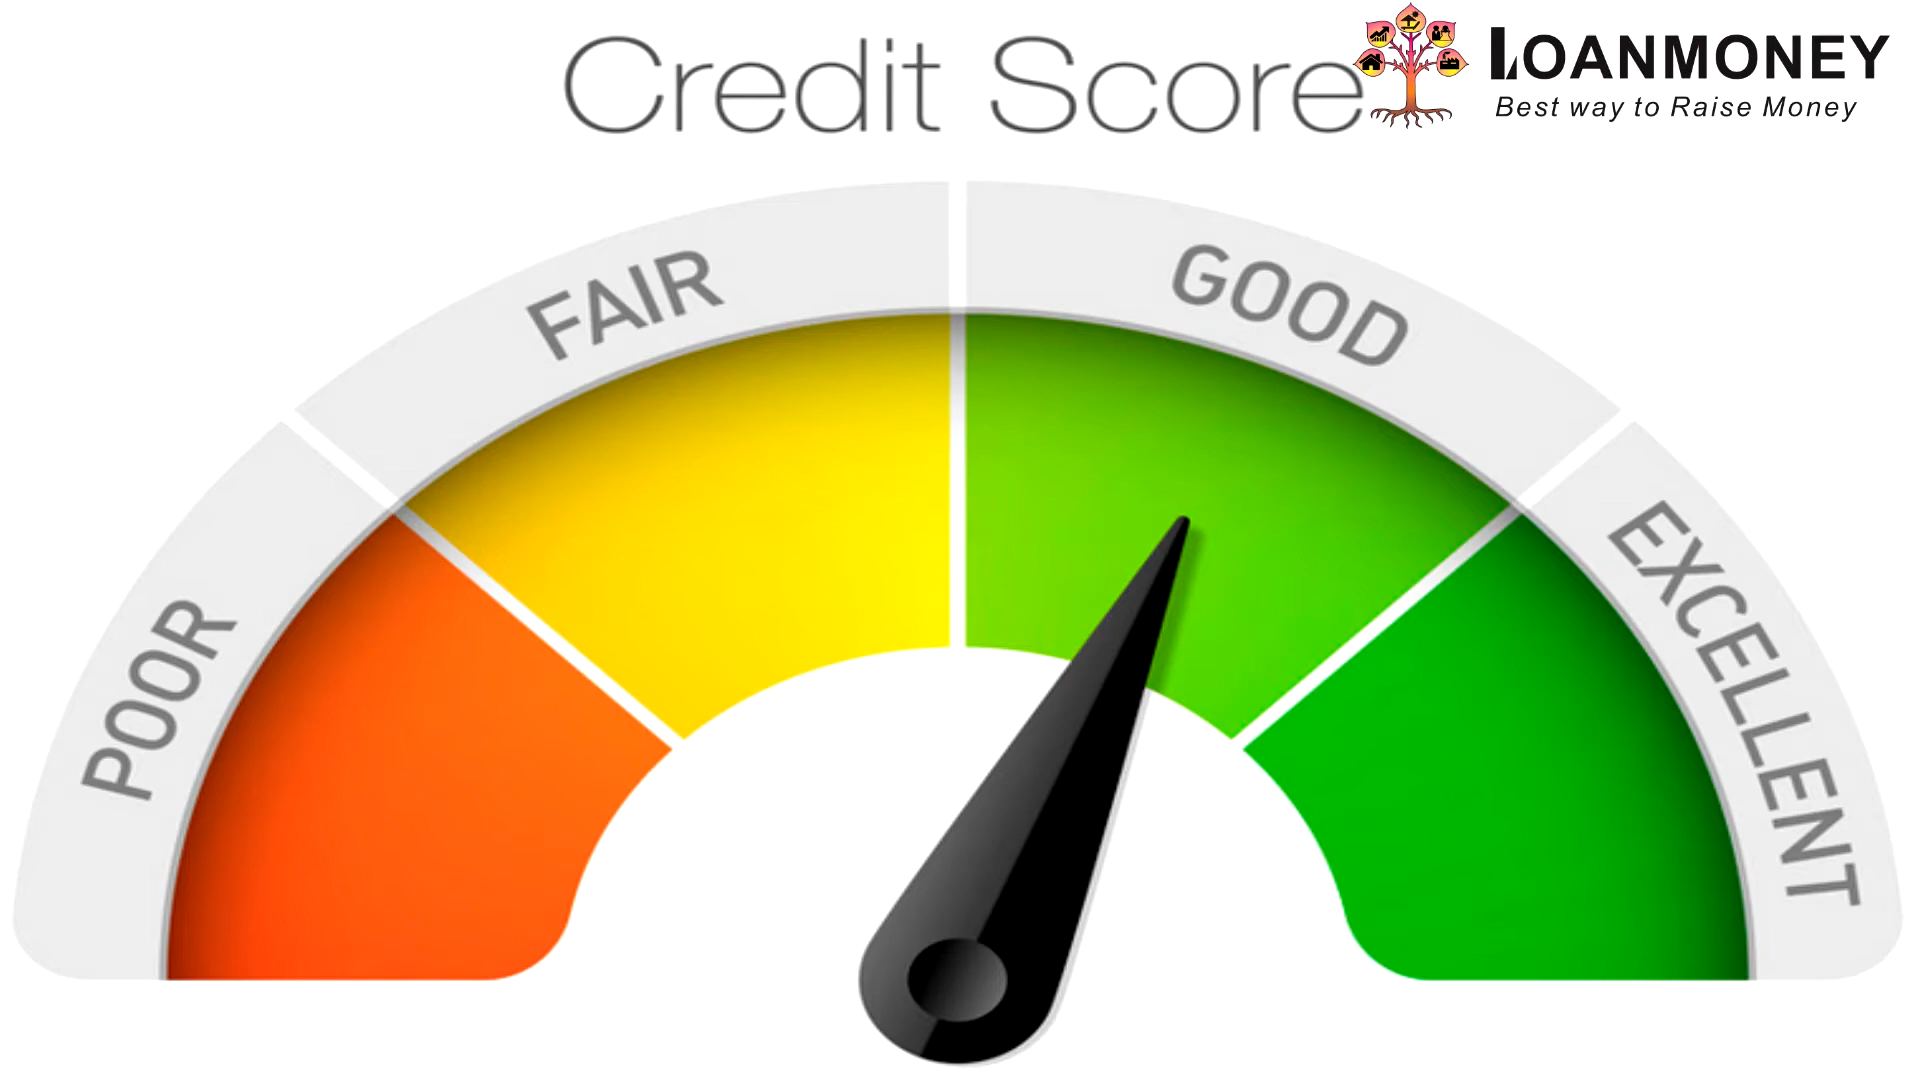 Credit Score
LOANMONEY
Best way to Raise Money
POOR
FAIR
GOOD
EXCELLENT